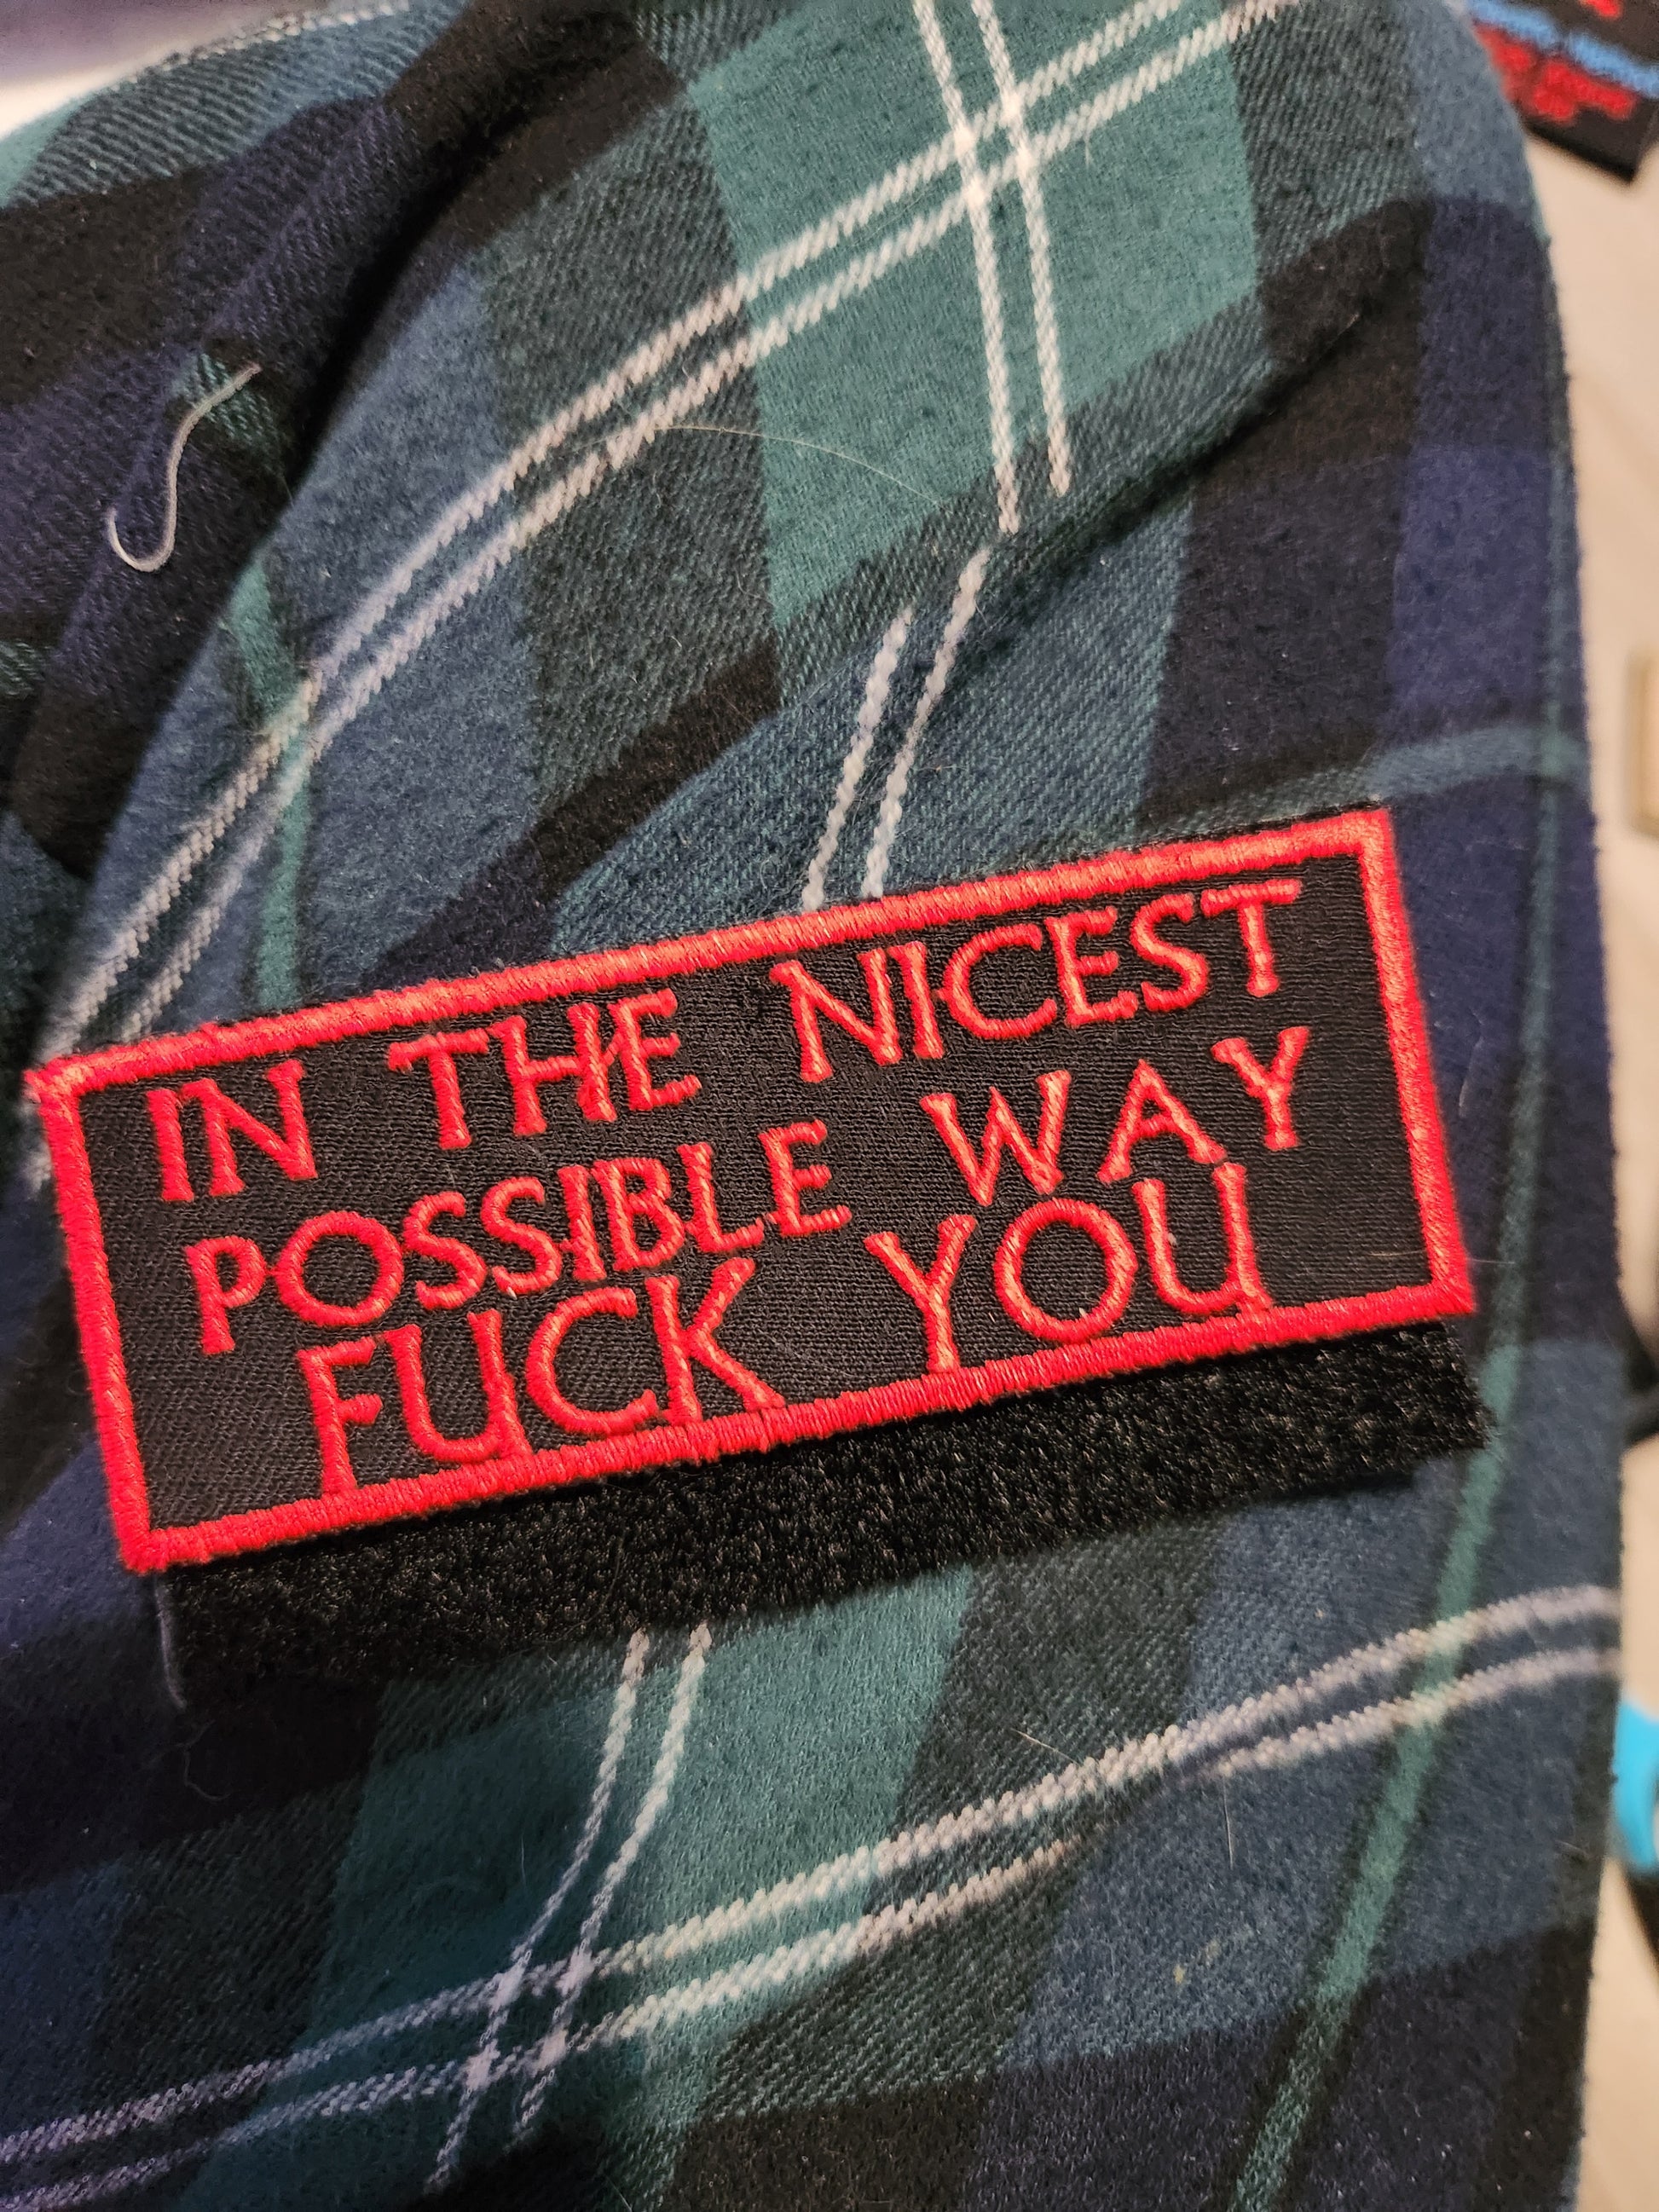 IN THE NICEST
POSSIBLE WAY
FUCK YOU